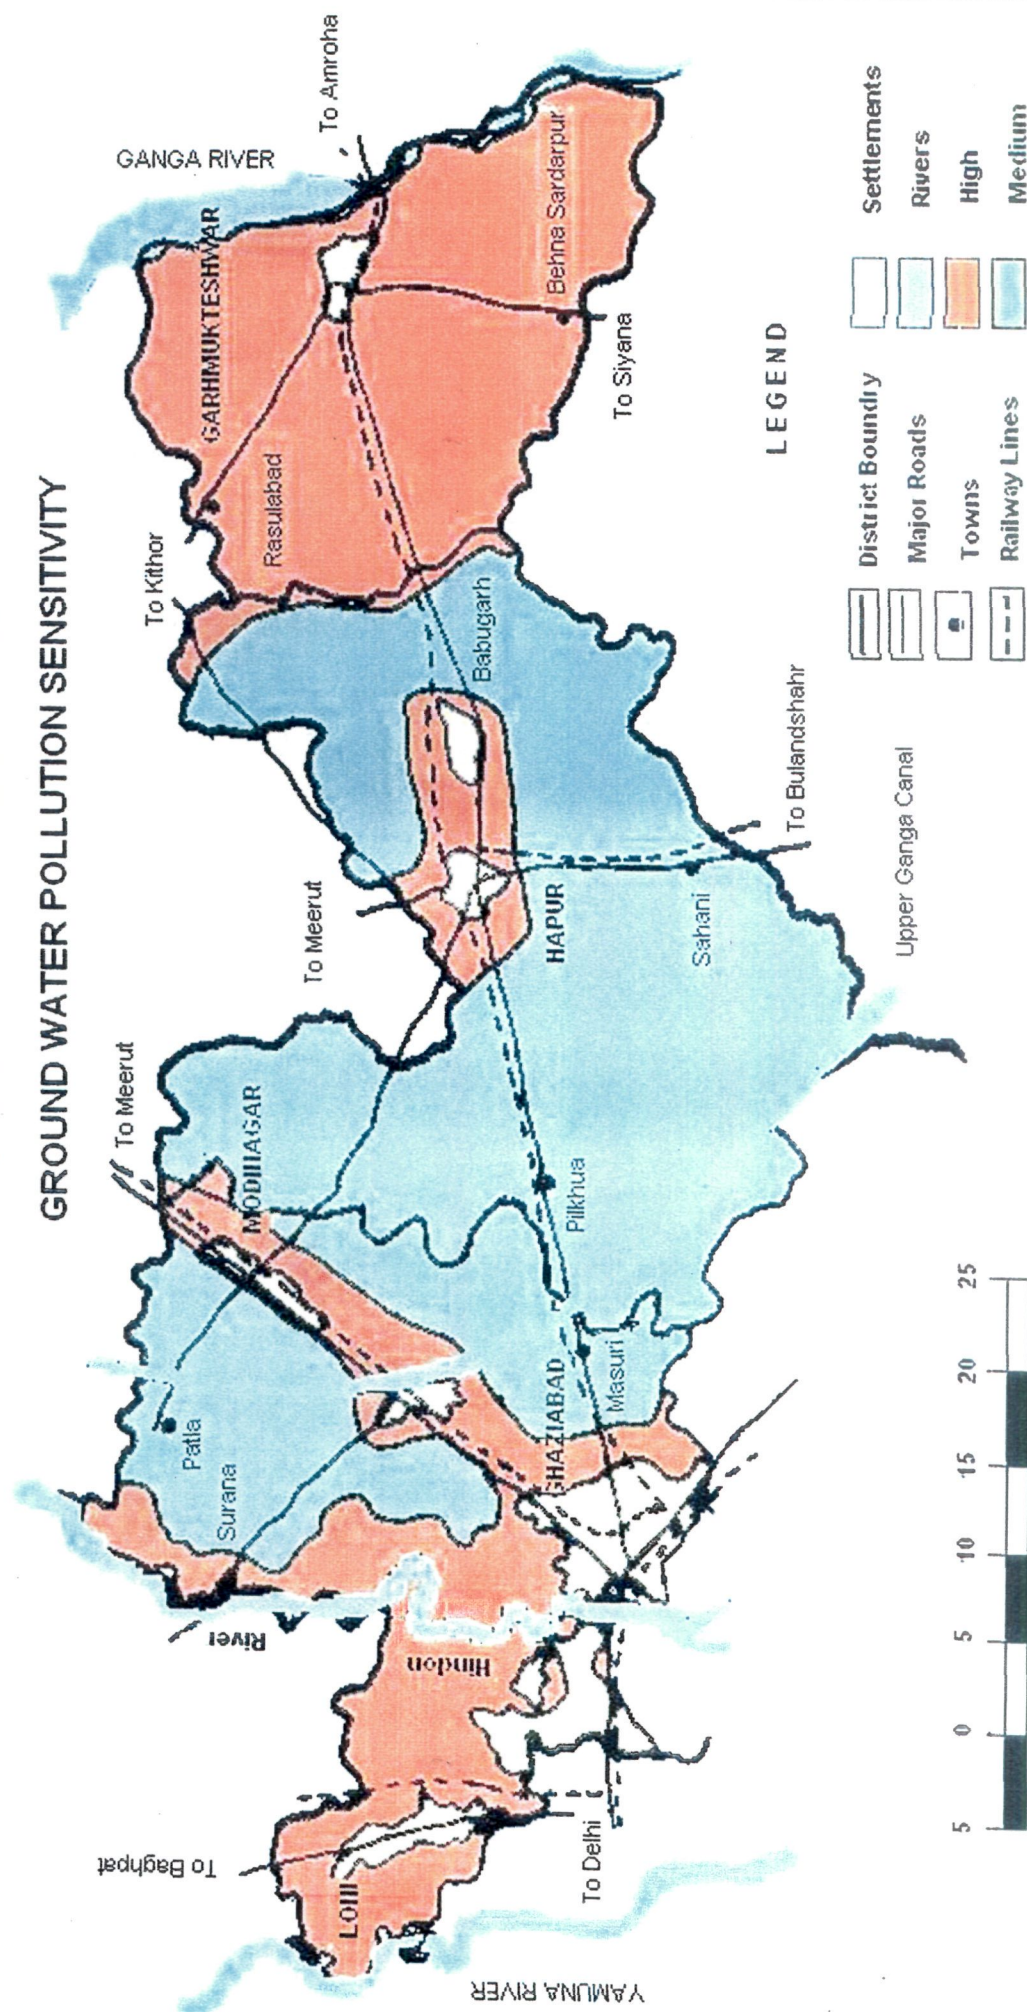 GROUND WATER POLLUTION SENSITIVITY
To Baghpat
LONI
YAMUNA RIVER
To Delhi
Hindon
River
Surana
Patla
GHAZIABAD
Masuri
MODINAGAR
To Meerut
Pilkhua
To Meerut
HAPUR
Sahani
Upper Ganga Canal
To Bulandshahr
Babugarh
To Kithor
Rasulabad
GARHMUKTESHWAR
GANGA RIVER
To Amroha
Behna Sardarpur
To Siyana
LEGEND
District Boundry
Settlements
Major Roads
Rivers
Towns
High
Railway Lines
Medium
5 0 5 10 15 20 25